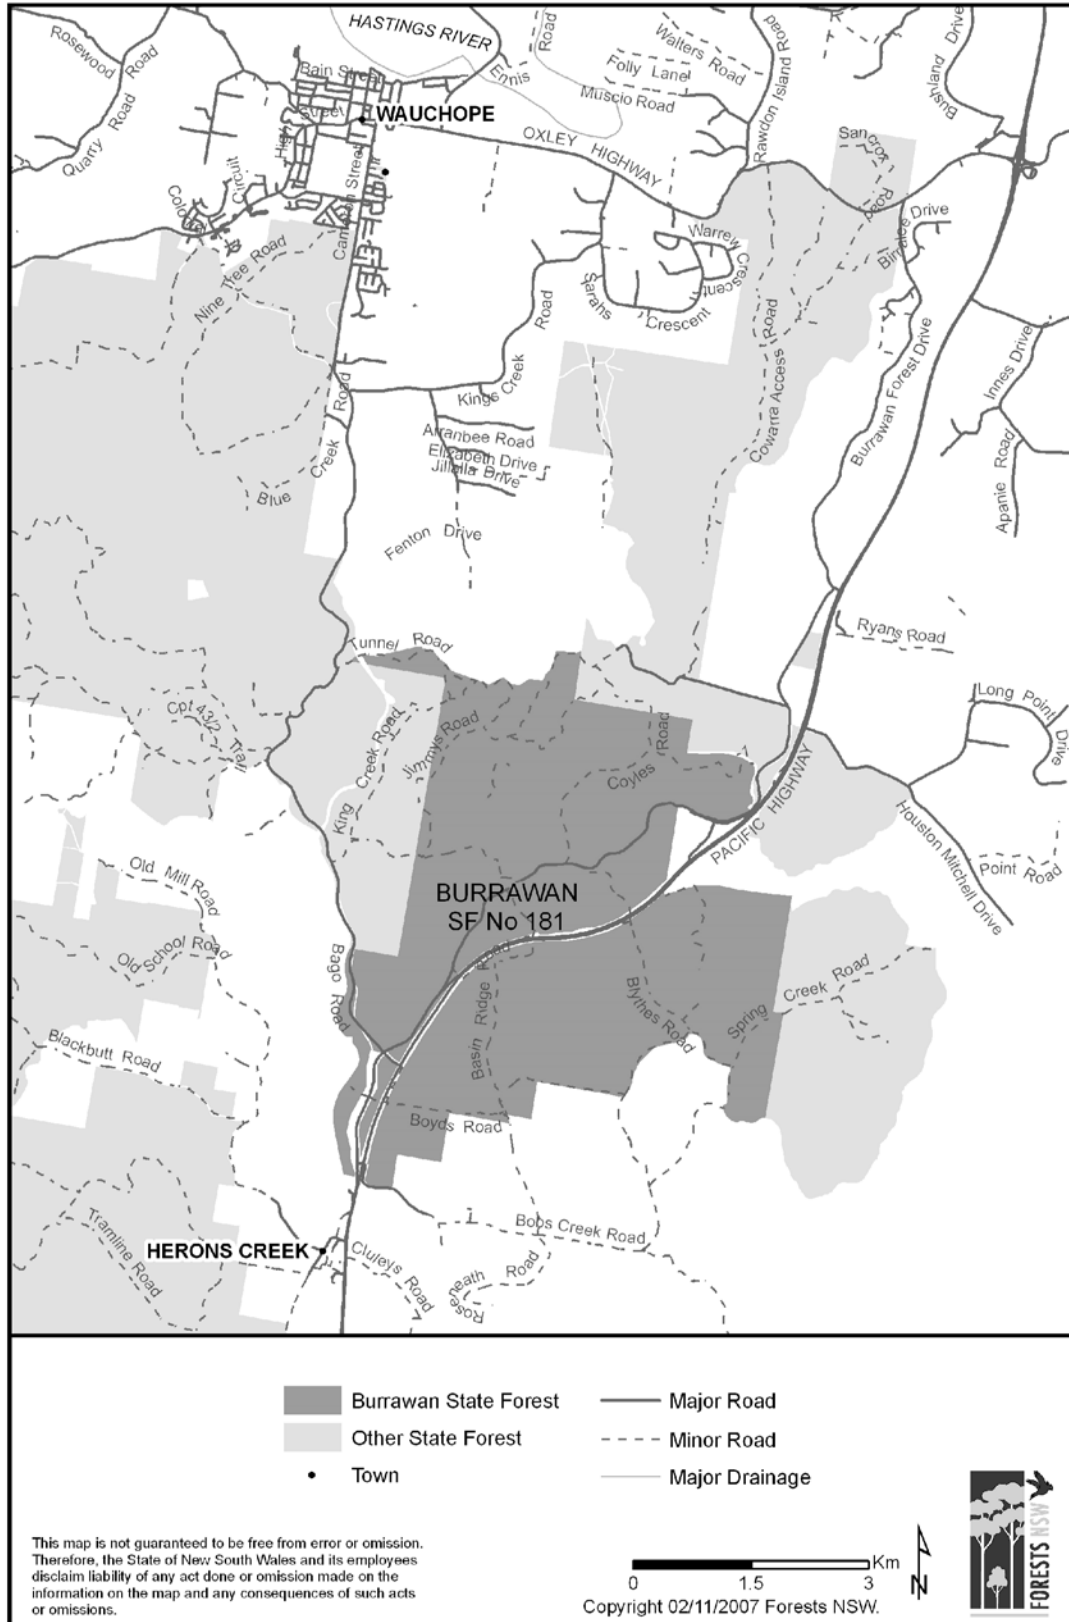 HASTINGS RIVER
Rosewood Road
Quarry Road
Bain Street
High Street
WAUCHOPE
Cameron Street
Ennis Road
Walters Road
Folly Lane
Muscio Road
Rawdon Island Road
Bushland Drive
OXLEY HIGHWAY
Sancrox Road
Birralee Drive
Colonial Circuit
Nine Tree Road
Warrew Crescent
Sarahs Crescent
Kings Creek Road
Cowarra Access Road
Burrawan Forest Drive
Innes Drive
Apanie Road
Arranbee Road
Elizabeth Drive
Jillalla Drive
Blue Creek Road
Fenton Drive
Tunnel Road
Ryans Road
Long Point Drive
Cpt 43/2 Trail
King Creek Road
Jimmys Road
Coyles Road
PACIFIC HIGHWAY
Houston Mitchell Drive
Point Road
Old Mill Road
BURRAWAN
SF No 181
Old School Road
Bago Road
Basin Ridge Road
Blythes Road
Spring Creek Road
Blackbutt Road
Boyds Road
Bobs Creek Road
Tramline Road
HERONS CREEK
Cluleys Road
Roseneath Road
Burrawan State Forest
Major Road
Other State Forest
Minor Road
Town
Major Drainage
This map is not guaranteed to be free from error or omission.
Therefore, the State of New South Wales and its employees
disclaim liability of any act done or omission made on the
information on the map and any consequences of such acts
or omissions.
Km
0 1.5 3
N
Copyright 02/11/2007 Forests NSW.
FORESTS NSW